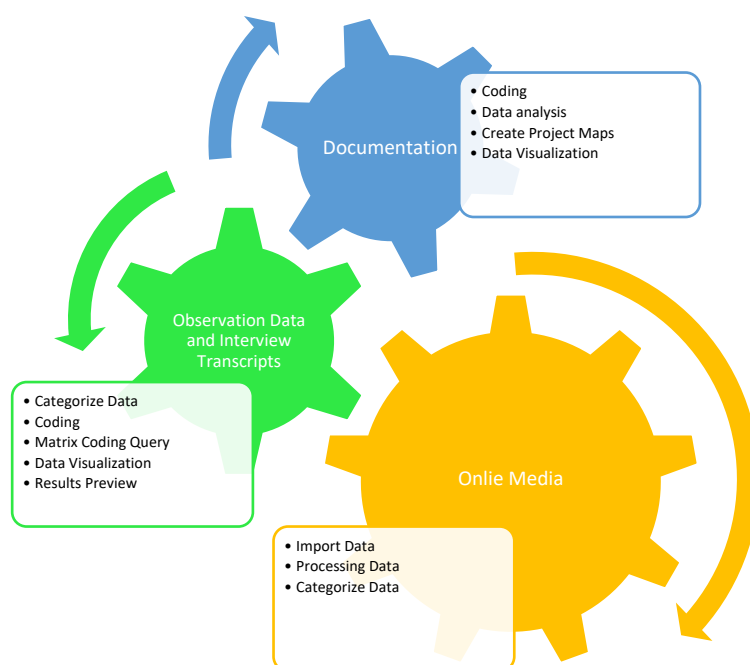 Documentation
• Coding
• Data analysis
• Create Project Maps
• Data Visualization
Observation Data
and Interview
Transcripts
• Categorize Data
• Coding
• Matrix Coding Query
• Data Visualization
• Results Preview
Onlie Media
• Import Data
• Processing Data
• Categorize Data